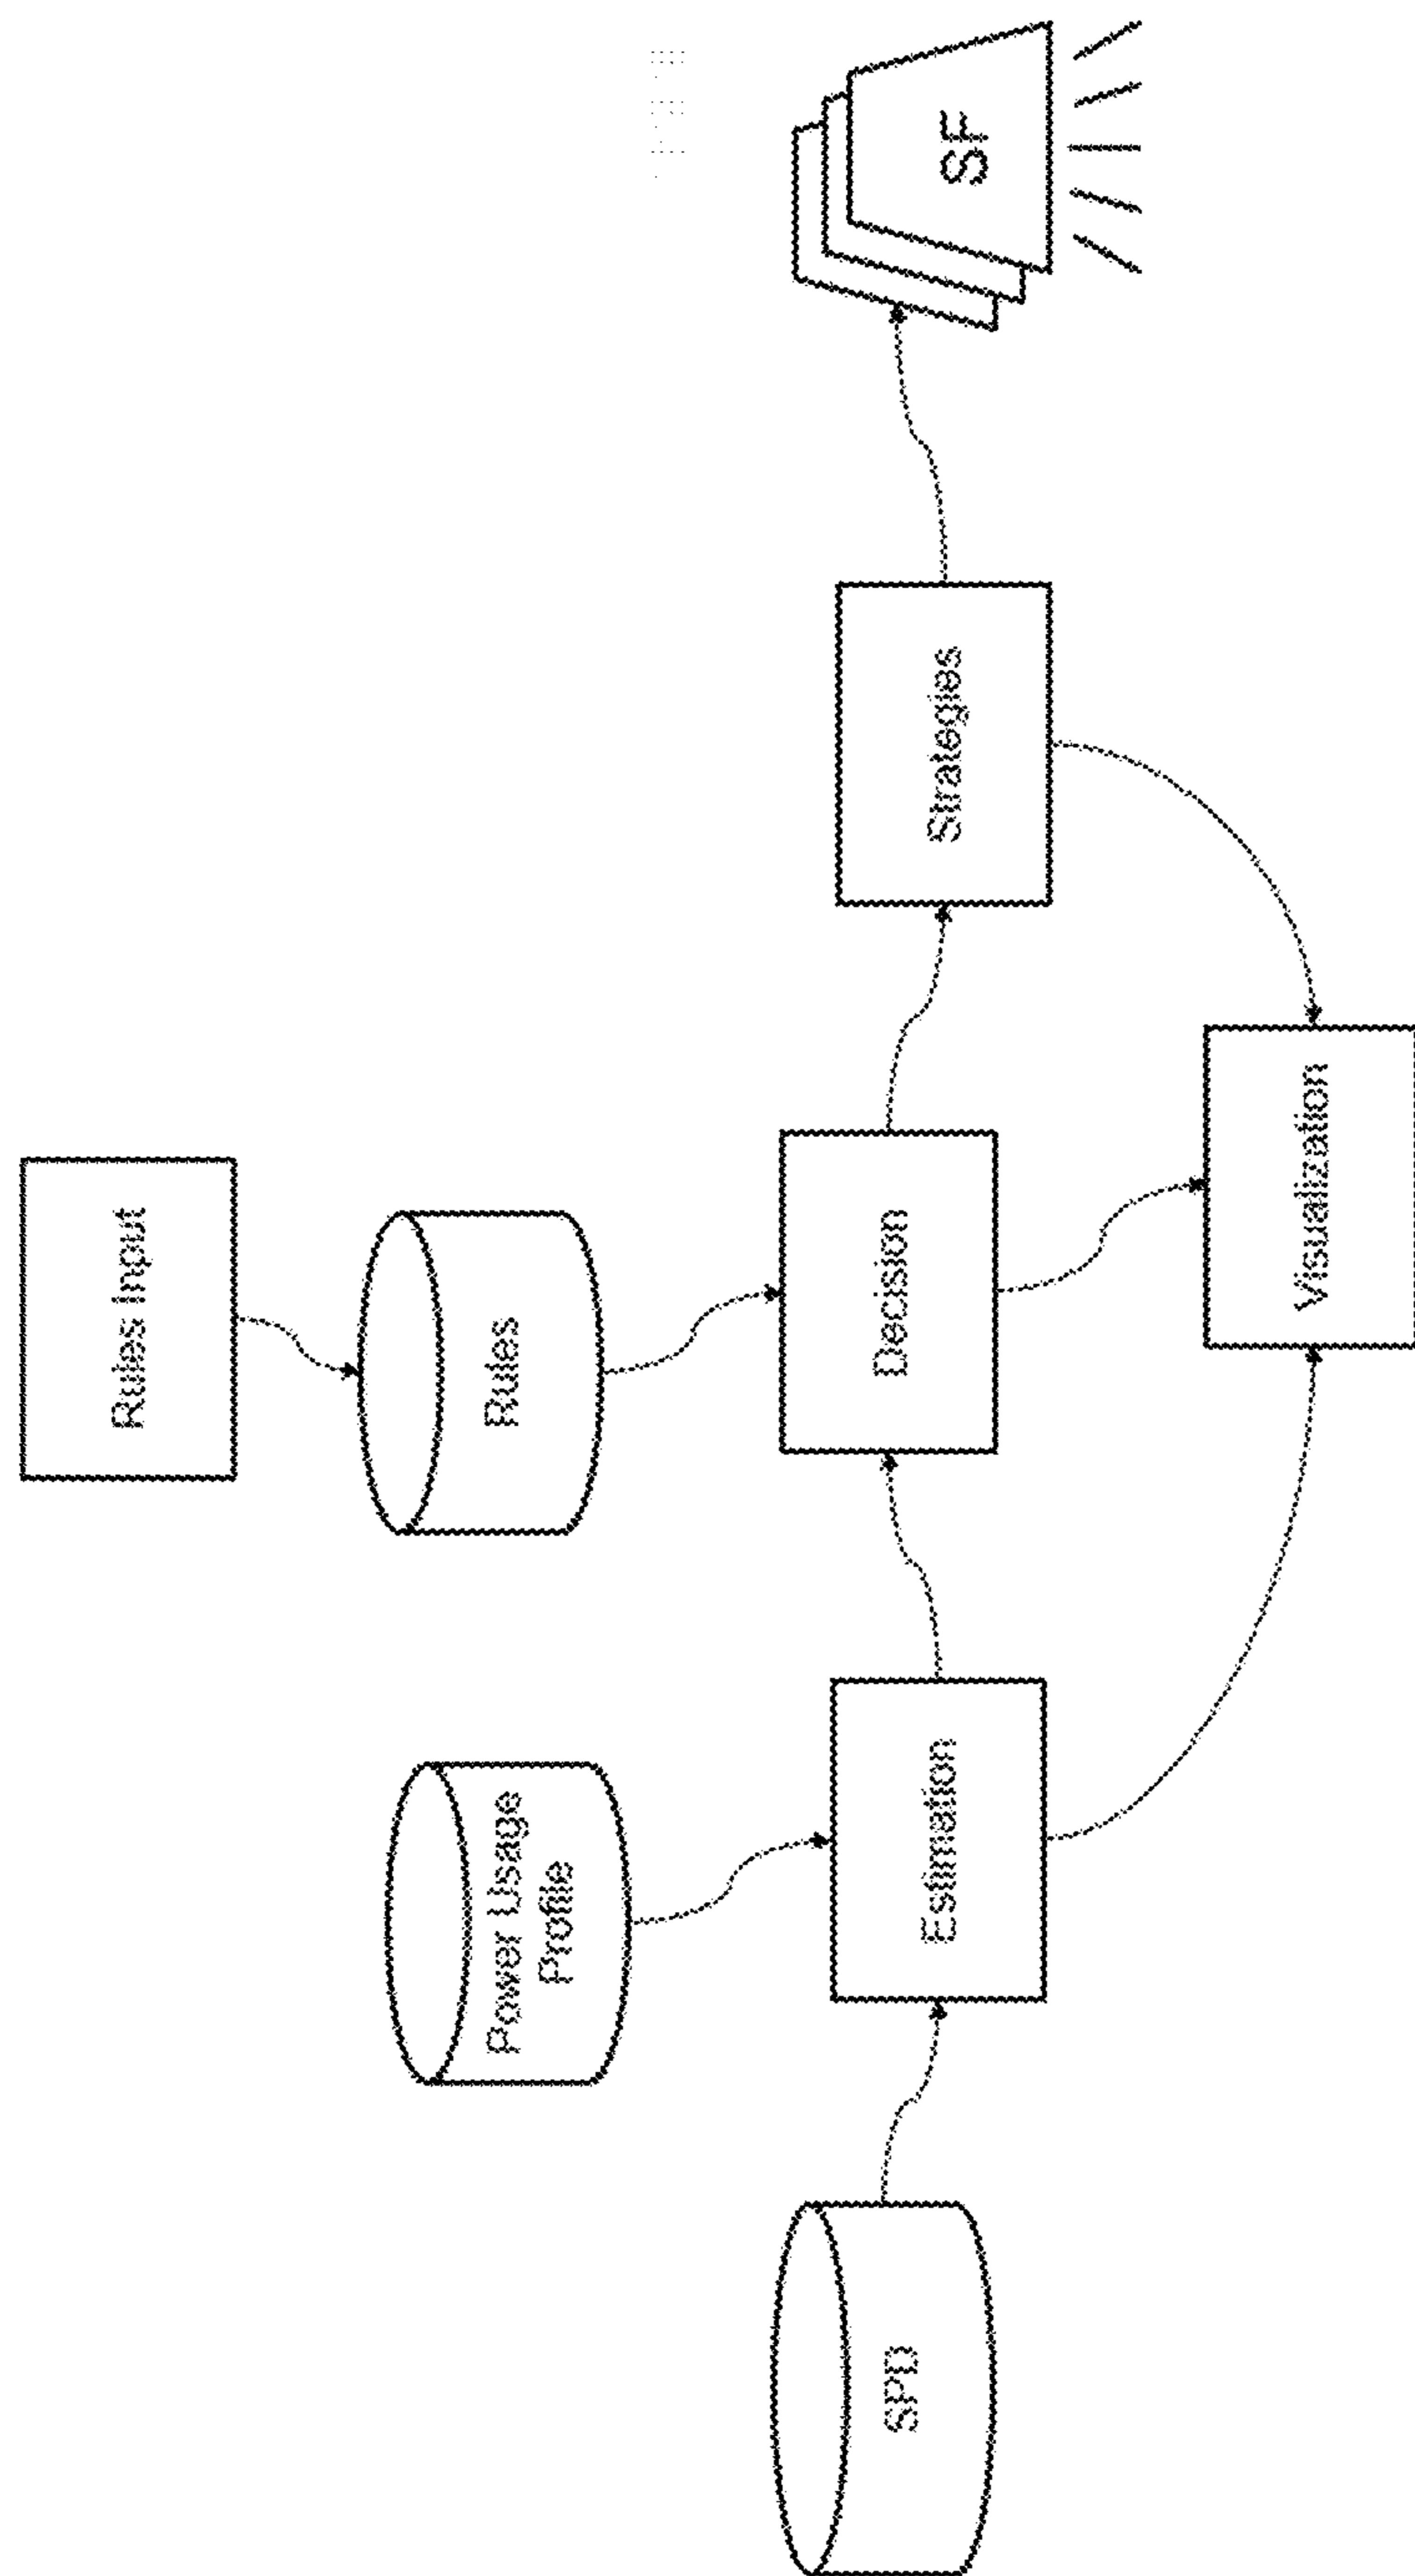 Rules Input
Power Usage
Profile
Rules
SPD
Estimation
Decision
Strategies
SF
Visualization